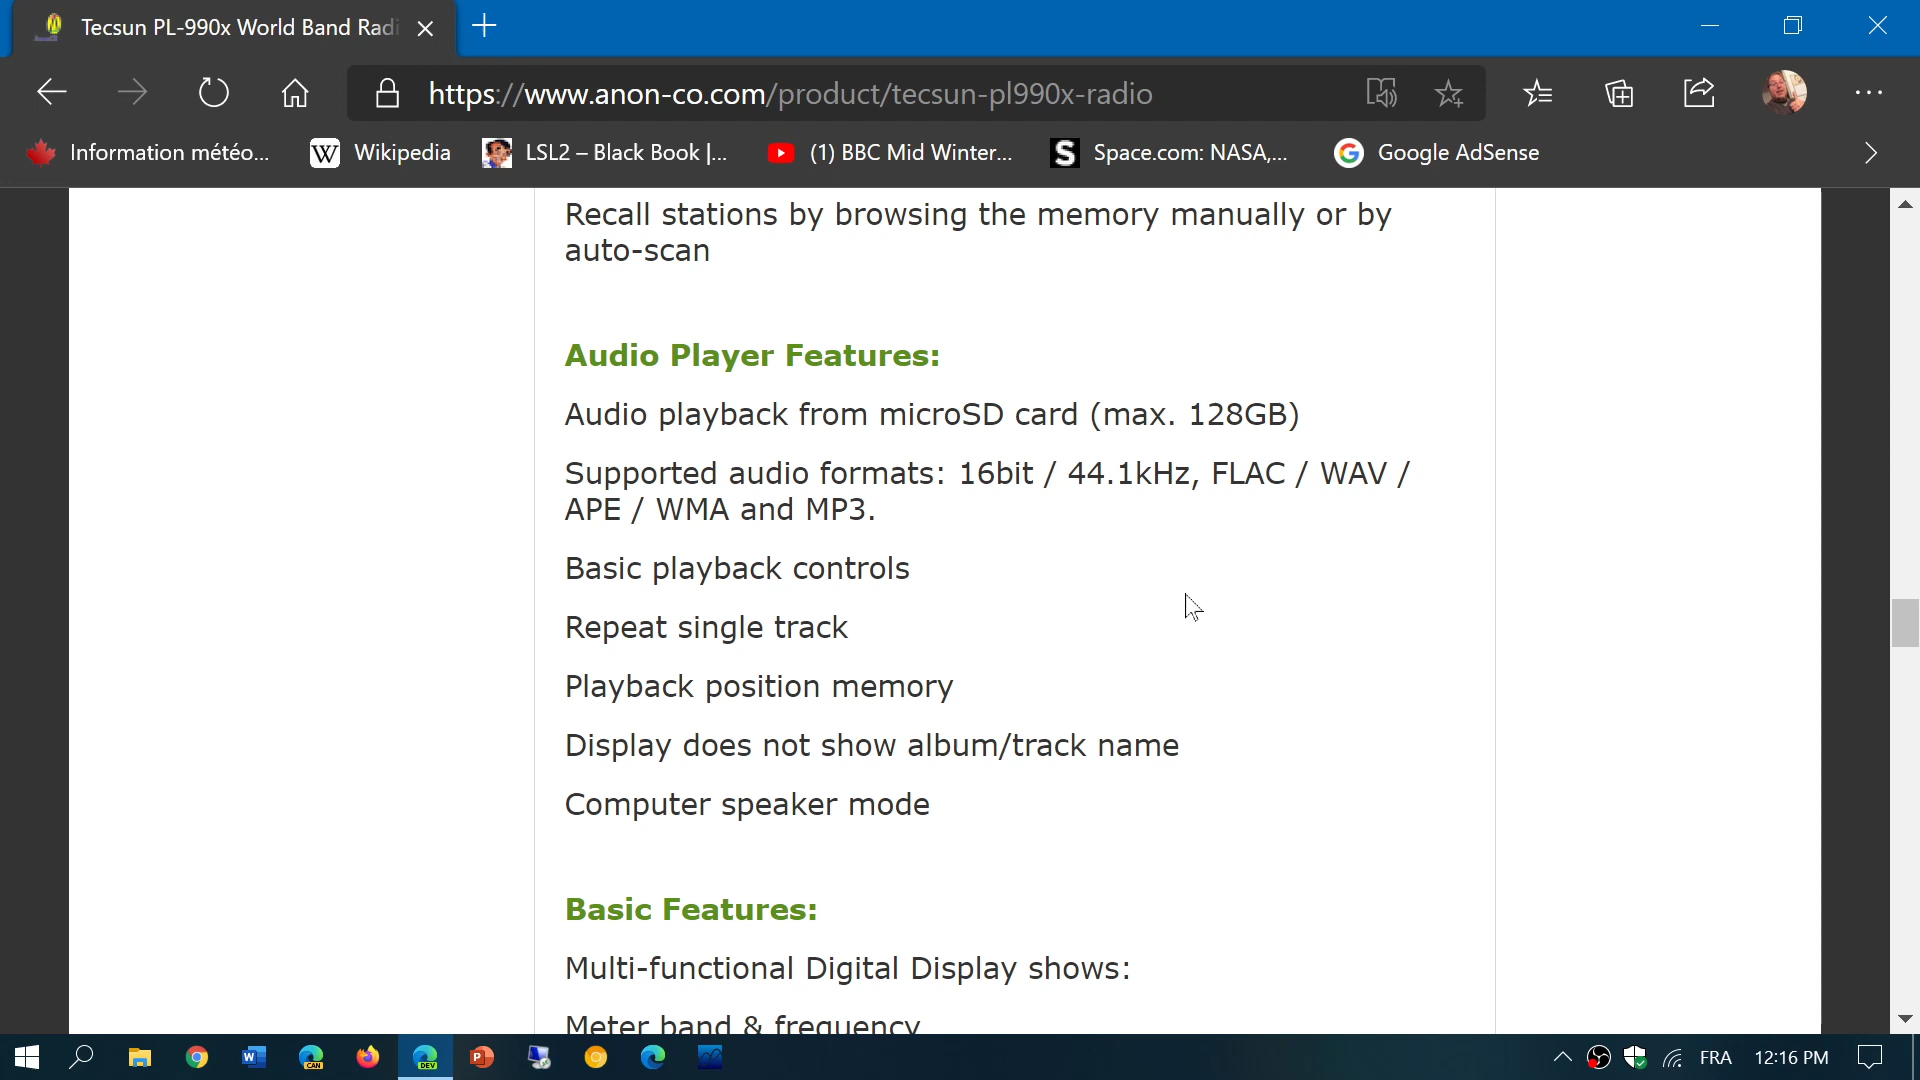 Tecsun PL-990x World Band Radi
https://www.anon-co.com/product/tecsun-pl990x-radio
Information météo...
W Wikipedia
LSL2 – Black Book |...
(1) BBC Mid Winter...
S Space.com: NASA,...
G Google AdSense
Recall stations by browsing the memory manually or by
auto-scan
Audio Player Features:
Audio playback from microSD card (max. 128GB)
Supported audio formats: 16bit / 44.1kHz, FLAC / WAV /
APE / WMA and MP3.
Basic playback controls
Repeat single track
Playback position memory
Display does not show album/track name
Computer speaker mode
Basic Features:
Multi-functional Digital Display shows:
Meter band & frequency
W
CAN
DEV
P
FRA
12:16 PM